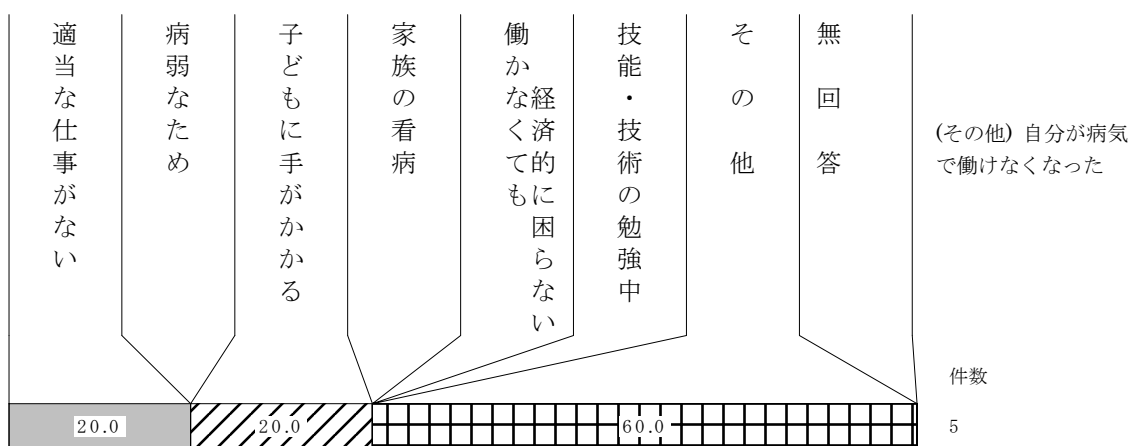 適当な仕事がない
病弱なため
子どもに手がかかる
家族の看病
働かなくても
経済的に困らない
技能・技術の勉強中
その他
無回答
(その他) 自分が病気
で働けなくなった
件数
20.0
20.0
60.0
5